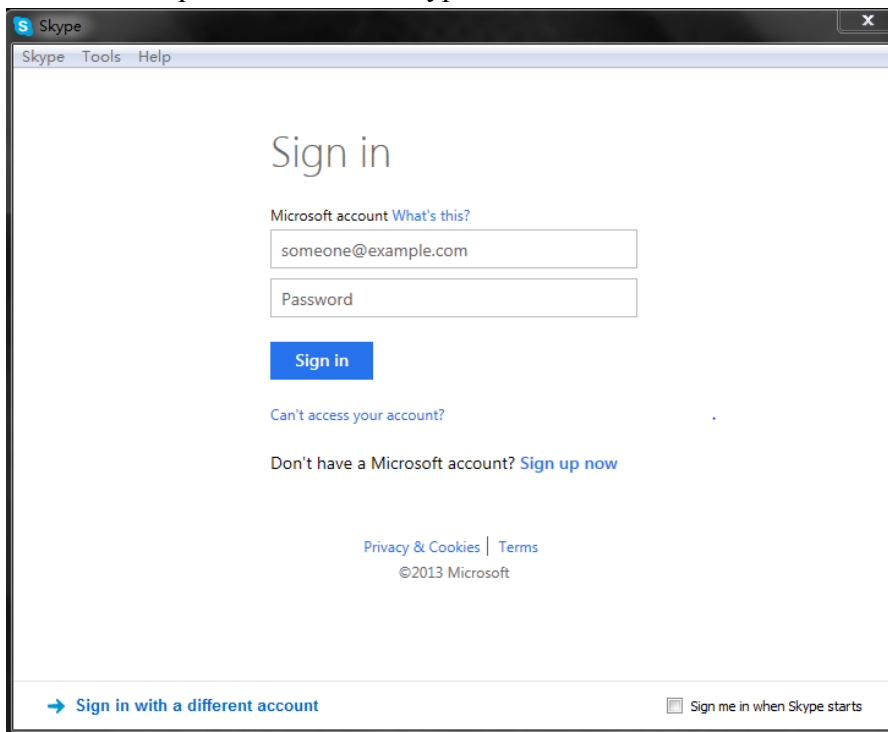 Skype
Skype Tools Help
Sign in
Microsoft account What's this?
someone@example.com
Password
Sign in
Can't access your account?
Don't have a Microsoft account? Sign up now
Privacy & Cookies | Terms
©2013 Microsoft
Sign in with a different account
Sign me in when Skype starts